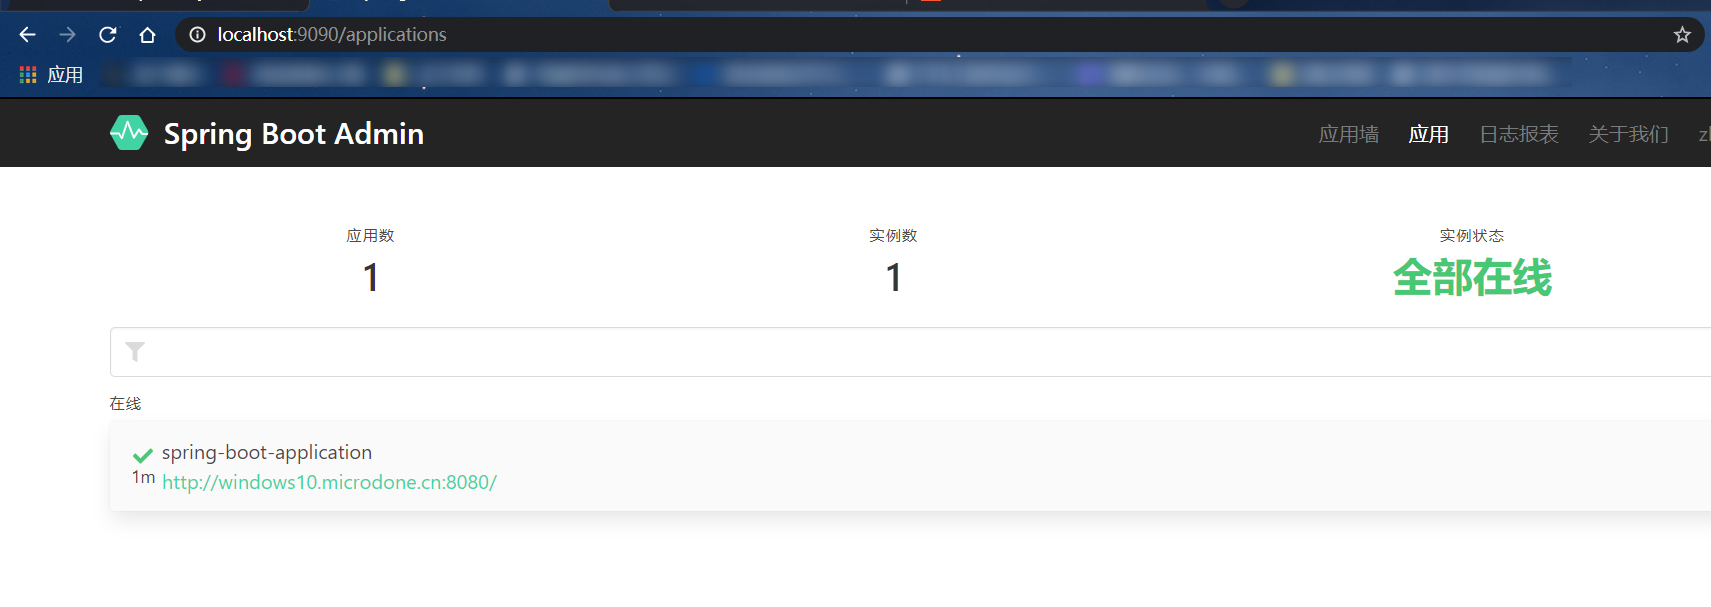 localhost:9090/applications
应用
Spring Boot Admin
应用墙 应用 日志报表 关于我们
应用数 实例数 实例状态
1 1 全部在线
在线
spring-boot-application
1m http://windows10.microdone.cn:8080/